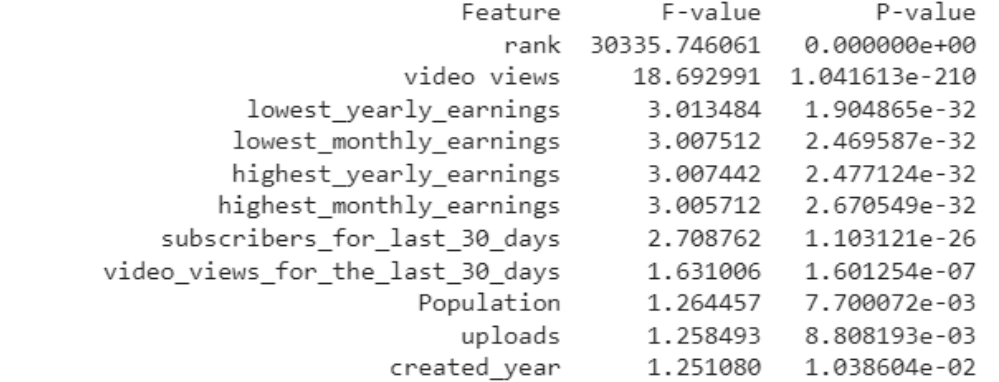 Feature F-value P-value
rank 30335.746061 0.000000e+00
video views 18.692991 1.041613e-210
lowest_yearly_earnings 3.013484 1.904865e-32
lowest_monthly_earnings 3.007512 2.469587e-32
highest_yearly_earnings 3.007442 2.477124e-32
highest_monthly_earnings 3.005712 2.670549e-32
subscribers_for_last_30_days 2.708762 1.103121e-26
video_views_for_the_last_30_days 1.631006 1.601254e-07
Population 1.264457 7.700072e-03
uploads 1.258493 8.808193e-03
created_year 1.251080 1.038604e-02